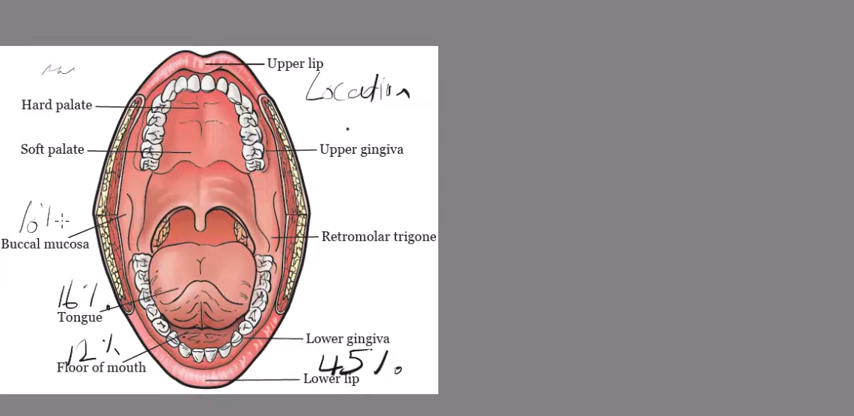 Upper lip
Location
Hard palate
Soft palate
Upper gingiva
16%
Buccal mucosa
Retromolar trigone
16%.
Tongue
12%
Lower gingiva
Floor of mouth
45%.
Lower lip